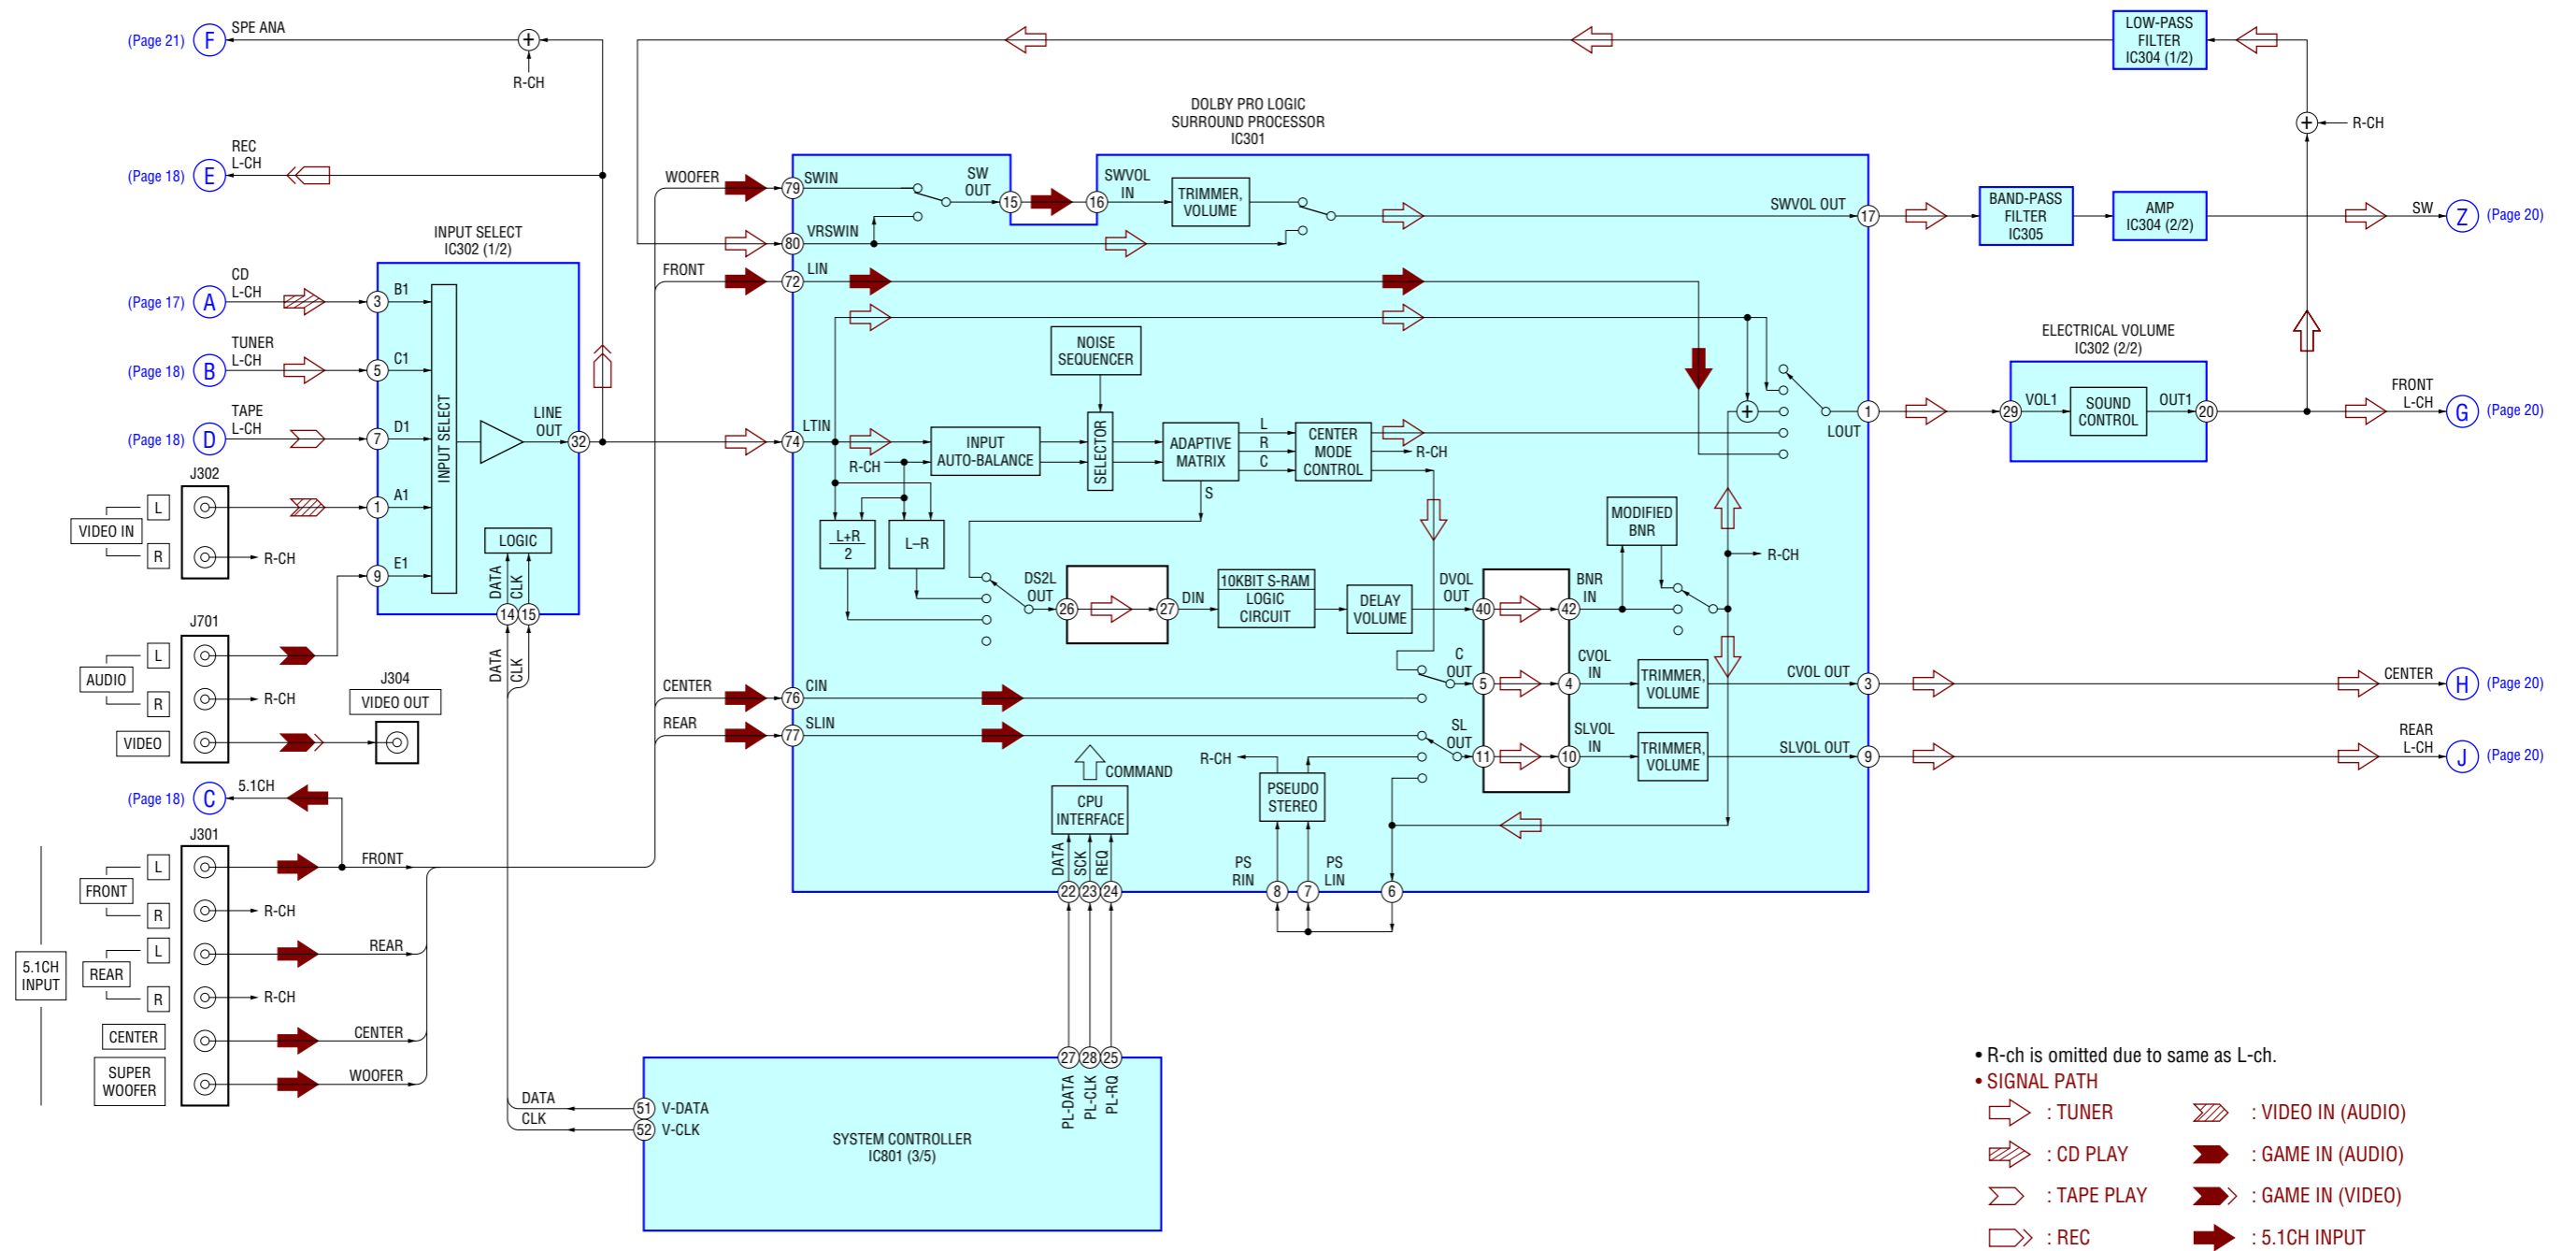 (Page 21) F SPE ANA
R-CH
(Page 18) E REC
L-CH
LOW-PASS
FILTER
IC304 (1/2)
R-CH
DOLBY PRO LOGIC
SURROUND PROCESSOR
IC301
WOOFER
79 SWIN
SW
OUT
15
16
SWVOL
IN
TRIMMER,
VOLUME
SWVOL OUT
17
BAND-PASS
FILTER
IC305
AMP
IC304 (2/2)
SW Z (Page 20)
80 VRSWIN
FRONT
72 LIN
INPUT SELECT
IC302 (1/2)
(Page 17) A CD
L-CH
3 B1
(Page 18) B TUNER
L-CH
5 C1
(Page 18) D TAPE
L-CH
7 D1
J302
VIDEO IN
L
R
R-CH
1 A1
9 E1
INPUT SELECT
LINE
OUT
32
LOGIC
DATA
CLK
14
15
DATA
CLK
J701
AUDIO
L
R
R-CH
VIDEO
J304
VIDEO OUT
(Page 18) C 5.1CH
J301
5.1CH
INPUT
FRONT
L
R
FRONT
R-CH
REAR
L
R
REAR
R-CH
CENTER
CENTER
SUPER
WOOFER
WOOFER
74 LTIN
R-CH
NOISE
SEQUENCER
INPUT
AUTO-BALANCE
SELECTOR
ADAPTIVE
MATRIX
L
R
C
S
CENTER
MODE
CONTROL
R-CH
L+R
2
L–R
DS2L
OUT
26
27
DIN
10KBIT S-RAM
LOGIC
CIRCUIT
DELAY
VOLUME
DVOL
OUT
40
42
BNR
IN
MODIFIED
BNR
R-CH
1
LOUT
ELECTRICAL VOLUME
IC302 (2/2)
29
VOL1
SOUND
CONTROL
OUT1
20
FRONT
L-CH
G (Page 20)
CENTER
76 CIN
C
OUT
5
4
CVOL
IN
TRIMMER,
VOLUME
CVOL OUT
3
CENTER H (Page 20)
REAR
77 SLIN
SL
OUT
11
10
SLVOL
IN
TRIMMER,
VOLUME
SLVOL OUT
9
REAR
L-CH
J (Page 20)
COMMAND
CPU
INTERFACE
DATA
SCK
REQ
22
23
24
R-CH
PSEUDO
STEREO
PS
RIN
8
7
PS
LIN
6
27
28
25
PL-DATA
PL-CLK
PL-RQ
DATA
51 V-DATA
CLK
52 V-CLK
SYSTEM CONTROLLER
IC801 (3/5)
• R-ch is omitted due to same as L-ch.
• SIGNAL PATH
: TUNER
: VIDEO IN (AUDIO)
: CD PLAY
: GAME IN (AUDIO)
: TAPE PLAY
: GAME IN (VIDEO)
: REC
: 5.1CH INPUT